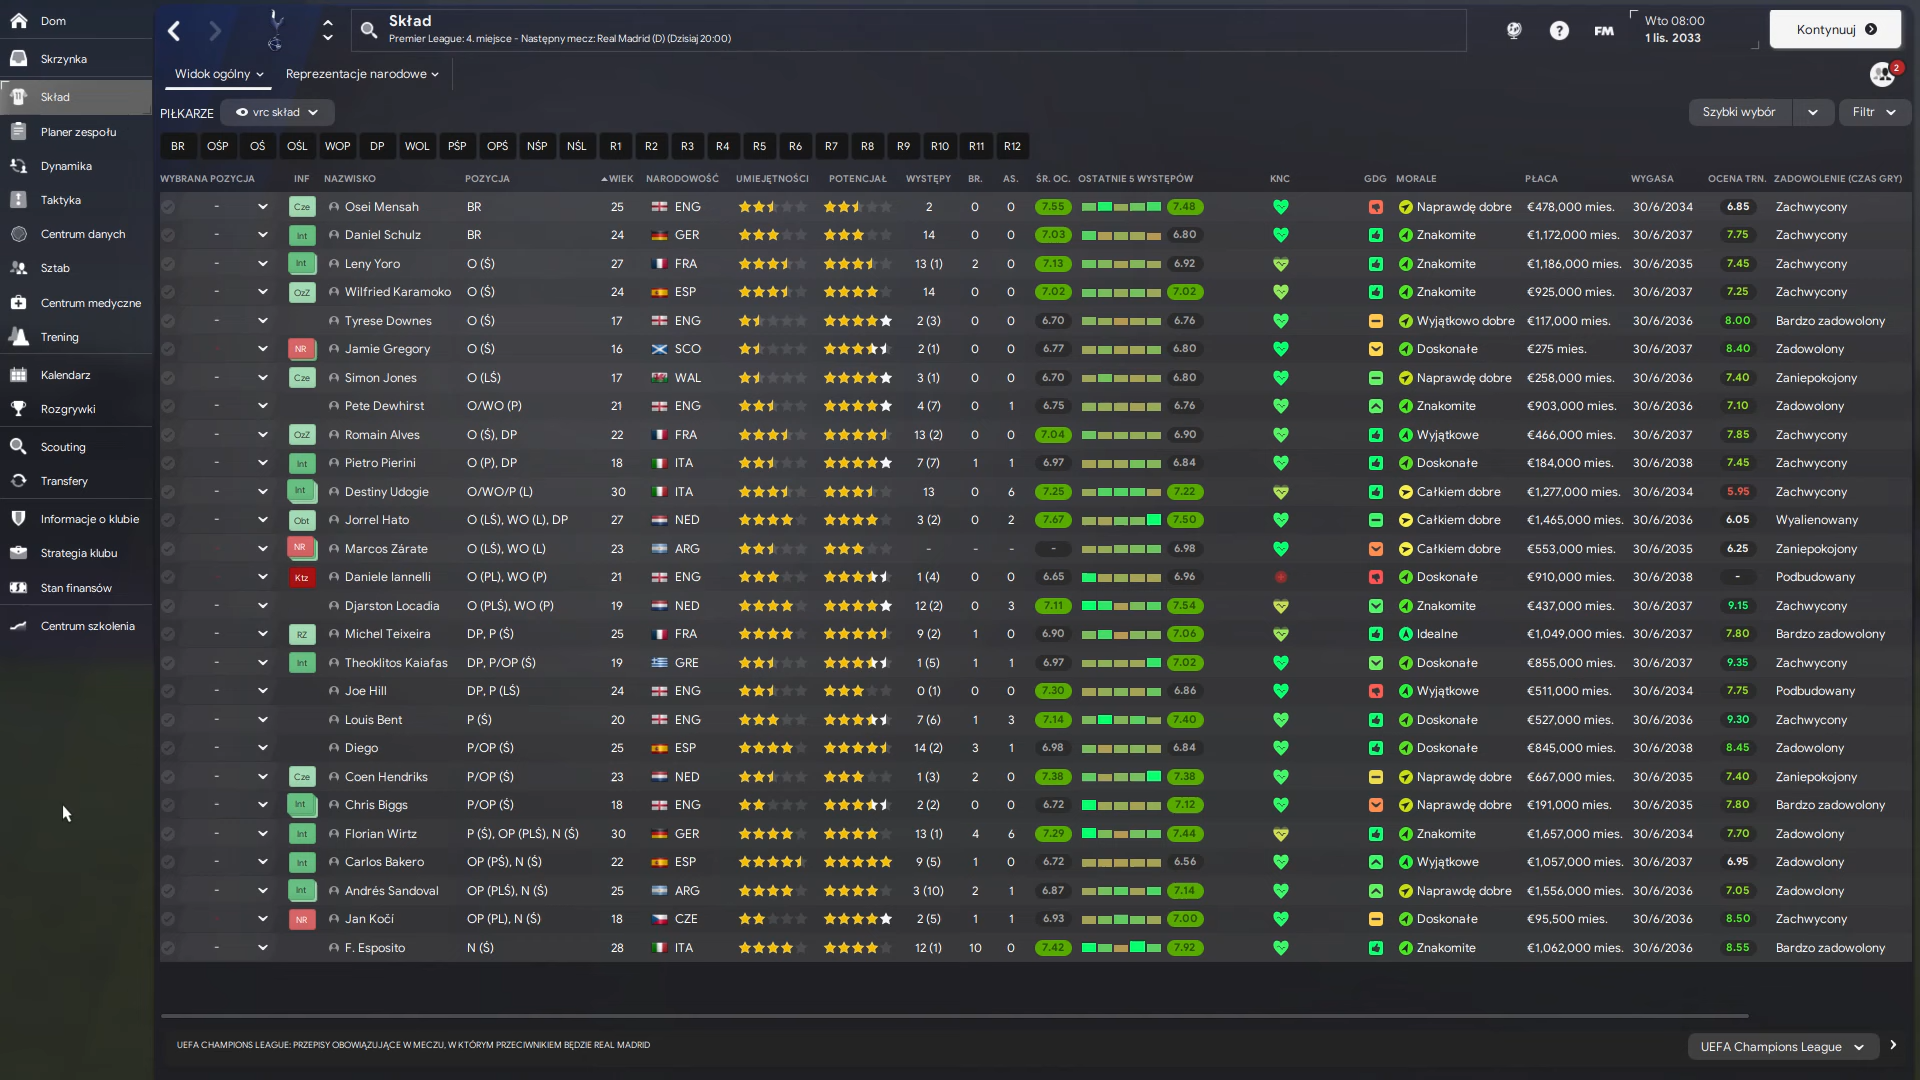 Dom
Skrzynka
Skład
Planer zespołu
Dynamika
Taktyka
Centrum danych
Sztab
Centrum medyczne
Trening
Kalendarz
Rozgrywki
Scouting
Transfery
Informacje o klubie
Strategia klubu
Stan finansów
Centrum szkolenia
Skład
Premier League: 4. miejsce - Następny mecz: Real Madrid (D) (Dzisiaj 20:00)
FM
Wto 08:00
1 lis. 2033
Kontynuuj
2
Widok ogólny Reprezentacje narodowe
PIŁKARZE vrc skład Szybki wybór Filtr
BR OŚP OŚ OŚL WOP DP WOL PŚP OPŚ NŚP NŚL R1 R2 R3 R4 R5 R6 R7 R8 R9 R10 R11 R12
WYBRANA POZYCJA INF NAZWISKO POZYCJA WIEK NARODOWOŚĆ UMIEJĘTNOŚCI POTENCJAŁ WYSTĘPY BR. AS. ŚR. OC. OSTATNIE 5 WYSTĘPÓW KNC GDG MORALE PŁACA WYGASA OCENA TRN. ZADOWOLENIE (CZAS GRY)
- Cze Osei Mensah BR 25 ENG 2 0 0 7.55 7.48 Naprawdę dobre €478,000 mies. 30/6/2034 6.85 Zachwycony
- Int Daniel Schulz BR 24 GER 14 0 0 7.03 6.80 Znakomite €1,172,000 mies. 30/6/2037 7.75 Zachwycony
- Int Leny Yoro O (Ś) 27 FRA 13 (1) 2 0 7.13 6.92 Znakomite €1,186,000 mies. 30/6/2035 7.45 Zachwycony
- OzZ Wilfried Karamoko O (Ś) 24 ESP 14 0 0 7.02 7.02 Znakomite €925,000 mies. 30/6/2037 7.25 Zachwycony
- Tyrese Downes O (Ś) 17 ENG 2 (3) 0 0 6.70 6.76 Wyjątkowo dobre €117,000 mies. 30/6/2036 8.00 Bardzo zadowolony
- NR Jamie Gregory O (Ś) 16 SCO 2 (1) 0 0 6.77 6.80 Doskonałe €275 mies. 30/6/2037 8.40 Zadowolony
- Cze Simon Jones O (LŚ) 17 WAL 3 (1) 0 0 6.70 6.80 Naprawdę dobre €258,000 mies. 30/6/2036 7.40 Zaniepokojony
- Pete Dewhirst O/WO (P) 21 ENG 4 (7) 0 1 6.75 6.76 Znakomite €903,000 mies. 30/6/2036 7.10 Zadowolony
- OzZ Romain Alves O (Ś), DP 22 FRA 13 (2) 0 0 7.04 6.90 Wyjątkowe €466,000 mies. 30/6/2037 7.85 Zachwycony
- Int Pietro Pierini O (P), DP 18 ITA 7 (7) 1 1 6.97 6.84 Doskonałe €184,000 mies. 30/6/2038 7.45 Zachwycony
- Int Destiny Udogie O/WO/P (L) 30 ITA 13 0 6 7.25 7.22 Całkiem dobre €1,277,000 mies. 30/6/2034 5.95 Zachwycony
- Obt Jorrel Hato O (LŚ), WO (L), DP 27 NED 3 (2) 0 2 7.67 7.50 Całkiem dobre €1,465,000 mies. 30/6/2036 6.05 Wyalienowany
- NR Marcos Zárate O (LŚ), WO (L) 23 ARG - - - - 6.98 Całkiem dobre €553,000 mies. 30/6/2035 6.25 Zaniepokojony
- Ktz Daniele Iannelli O (PL), WO (P) 21 ENG 1 (4) 0 0 6.65 6.96 Doskonałe €910,000 mies. 30/6/2038 - Podbudowany
- Djarston Locadia O (PLŚ), WO (P) 19 NED 12 (2) 0 3 7.11 7.54 Znakomite €437,000 mies. 30/6/2037 9.15 Zachwycony
- RZ Michel Teixeira DP, P (Ś) 25 FRA 9 (2) 1 0 6.90 7.06 Idealne €1,049,000 mies. 30/6/2037 7.80 Bardzo zadowolony
- Int Theoklitos Kaiafas DP, P/OP (Ś) 19 GRE 1 (5) 1 1 6.97 7.02 Doskonałe €855,000 mies. 30/6/2037 9.35 Zachwycony
- Joe Hill DP, P (LŚ) 24 ENG 0 (1) 0 0 7.30 6.86 Wyjątkowe €511,000 mies. 30/6/2034 7.75 Podbudowany
- Louis Bent P (Ś) 20 ENG 7 (6) 1 3 7.14 7.40 Doskonałe €527,000 mies. 30/6/2036 9.30 Zachwycony
- Diego P/OP (Ś) 25 ESP 14 (2) 3 1 6.98 6.84 Doskonałe €845,000 mies. 30/6/2038 8.45 Zadowolony
- Cze Coen Hendriks P/OP (Ś) 23 NED 1 (3) 2 0 7.38 7.38 Naprawdę dobre €667,000 mies. 30/6/2035 7.40 Zaniepokojony
- Int Chris Biggs P/OP (Ś) 18 ENG 2 (2) 0 0 6.72 7.12 Naprawdę dobre €191,000 mies. 30/6/2035 7.80 Bardzo zadowolony
- Int Florian Wirtz P (Ś), OP (PLŚ), N (Ś) 30 GER 13 (1) 4 6 7.29 7.44 Znakomite €1,657,000 mies. 30/6/2034 7.70 Zadowolony
- Int Carlos Bakero OP (PŚ), N (Ś) 22 ESP 9 (5) 1 0 6.72 6.56 Wyjątkowe €1,057,000 mies. 30/6/2037 6.95 Zadowolony
- Int Andrés Sandoval OP (PLŚ), N (Ś) 25 ARG 3 (10) 2 1 6.87 7.14 Naprawdę dobre €1,556,000 mies. 30/6/2036 7.05 Zadowolony
- NR Jan Kočí OP (PL), N (Ś) 18 CZE 2 (5) 1 1 6.93 7.00 Doskonałe €95,500 mies. 30/6/2036 8.50 Zachwycony
- F. Esposito N (Ś) 28 ITA 12 (1) 10 0 7.42 7.92 Znakomite €1,062,000 mies. 30/6/2036 8.55 Bardzo zadowolony
UEFA CHAMPIONS LEAGUE: PRZEPISY OBOWIĄZUJĄCE W MECZU, W KTÓRYM PRZECIWNIKIEM BĘDZIE REAL MADRID
UEFA Champions League